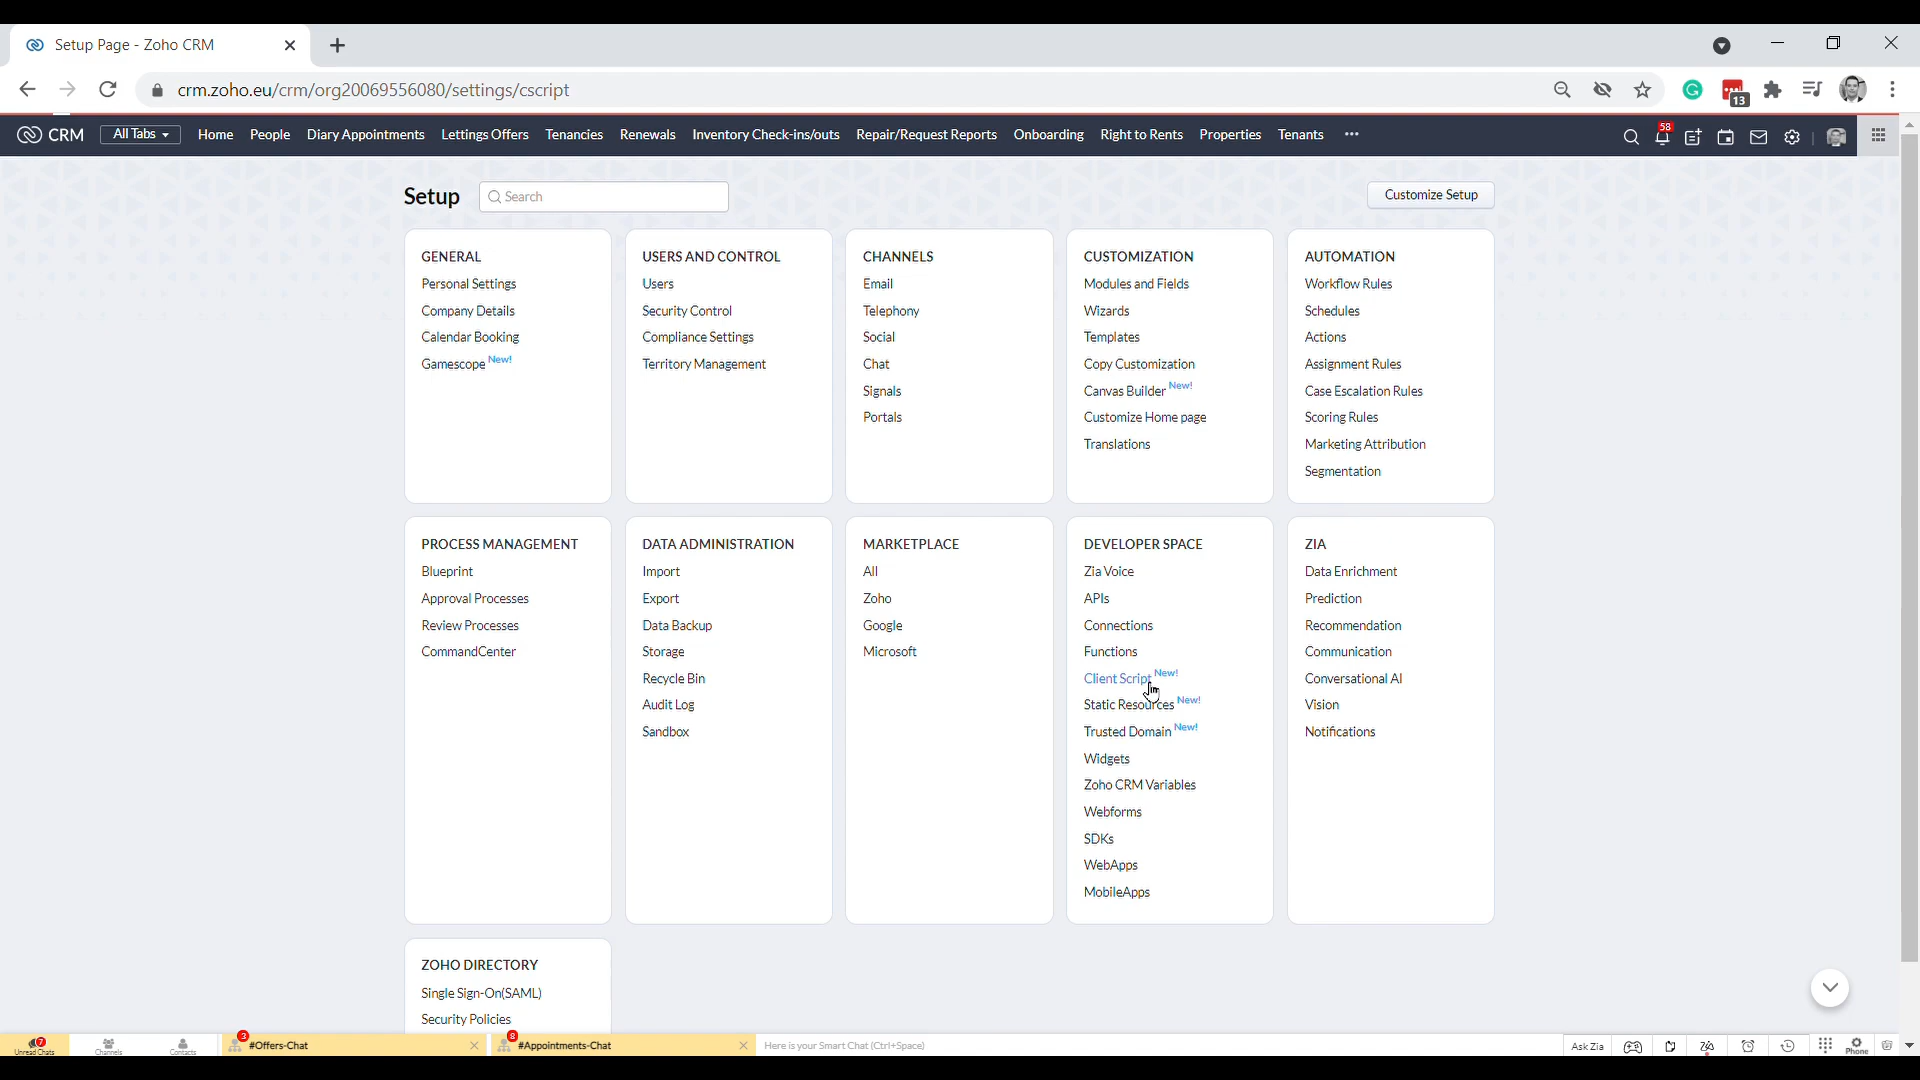 Setup Page - Zoho CRM
crm.zoho.eu/crm/org20069556080/settings/cscript
13
CRM All Tabs Home People Diary Appointments Lettings Offers Tenancies Renewals Inventory Check-ins/outs Repair/Request Reports Onboarding Right to Rents Properties Tenants ... 58
Setup Search Customize Setup
GENERAL
Personal Settings
Company Details
Calendar Booking
Gamescope New!
USERS AND CONTROL
Users
Security Control
Compliance Settings
Territory Management
CHANNELS
Email
Telephony
Social
Chat
Signals
Portals
CUSTOMIZATION
Modules and Fields
Wizards
Templates
Copy Customization
Canvas Builder New!
Customize Home page
Translations
AUTOMATION
Workflow Rules
Schedules
Actions
Assignment Rules
Case Escalation Rules
Scoring Rules
Marketing Attribution
Segmentation
PROCESS MANAGEMENT
Blueprint
Approval Processes
Review Processes
CommandCenter
DATA ADMINISTRATION
Import
Export
Data Backup
Storage
Recycle Bin
Audit Log
Sandbox
MARKETPLACE
All
Zoho
Google
Microsoft
DEVELOPER SPACE
Zia Voice
APIs
Connections
Functions
Client Script New!
Static Resources New!
Trusted Domain New!
Widgets
Zoho CRM Variables
Webforms
SDKs
WebApps
MobileApps
ZIA
Data Enrichment
Prediction
Recommendation
Communication
Conversational AI
Vision
Notifications
ZOHO DIRECTORY
Single Sign-On(SAML)
Security Policies
7 Unread Chats Channels Contacts 3 #Offers-Chat 8 #Appointments-Chat Here is your Smart Chat (Ctrl+Space) Ask Zia Phone